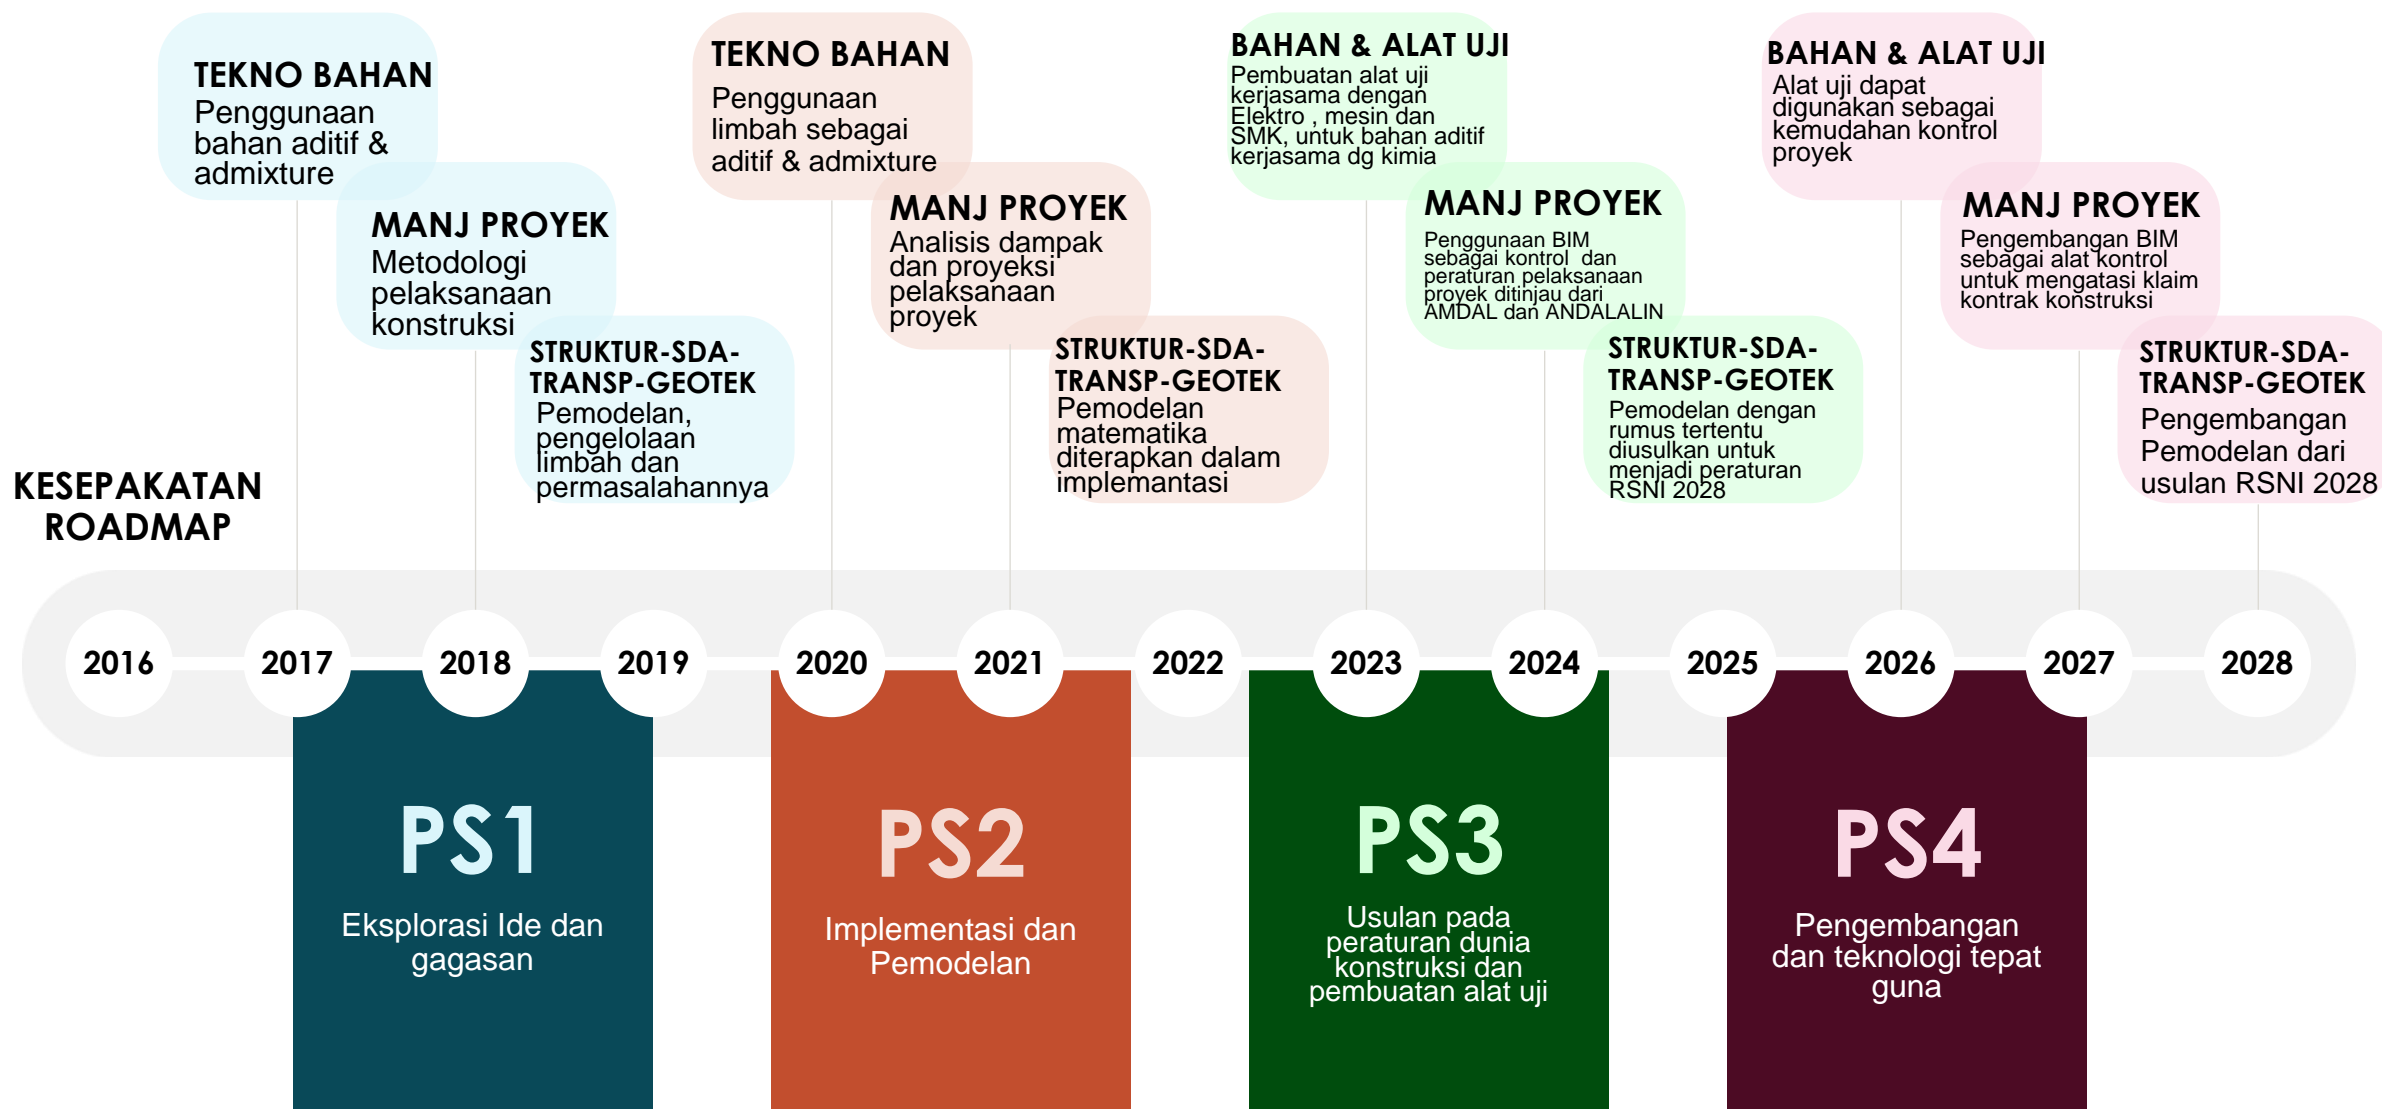 TEKNO BAHAN
Penggunaan
bahan aditif &
admixture
MANJ PROYEK
Metodologi
pelaksanaan
konstruksi
STRUKTUR-SDA-
TRANSP-GEOTEK
Pemodelan,
pengelolaan
limbah dan
permasalahannya
TEKNO BAHAN
Penggunaan
limbah sebagai
aditif & admixture
MANJ PROYEK
Analisis dampak
dan proyeksi
pelaksanaan
proyek
STRUKTUR-SDA-
TRANSP-GEOTEK
Pemodelan
matematika
diterapkan dalam
implemantasi
BAHAN & ALAT UJI
Pembuatan alat uji
kerjasama dengan
Elektro , mesin dan
SMK, untuk bahan aditif
kerjasama dg kimia
MANJ PROYEK
Penggunaan BIM
sebagai kontrol  dan
peraturan pelaksanaan
proyek ditinjau dari
AMDAL dan ANDALALIN
STRUKTUR-SDA-
TRANSP-GEOTEK
Pemodelan dengan
rumus tertentu
diusulkan untuk
menjadi peraturan
RSNI 2028
BAHAN & ALAT UJI
Alat uji dapat
digunakan sebagai
kemudahan kontrol
proyek
MANJ PROYEK
Pengembangan BIM
sebagai alat kontrol
untuk mengatasi klaim
kontrak konstruksi
STRUKTUR-SDA-
TRANSP-GEOTEK
Pengembangan
Pemodelan dari
usulan RSNI 2028
KESEPAKATAN
ROADMAP
2016 2017 2018 2019 2020 2021 2022 2023 2024 2025 2026 2027 2028
PS1
Eksplorasi Ide dan
gagasan
PS2
Implementasi dan
Pemodelan
PS3
Usulan pada
peraturan dunia
konstruksi dan
pembuatan alat uji
PS4
Pengembangan
dan teknologi tepat
guna